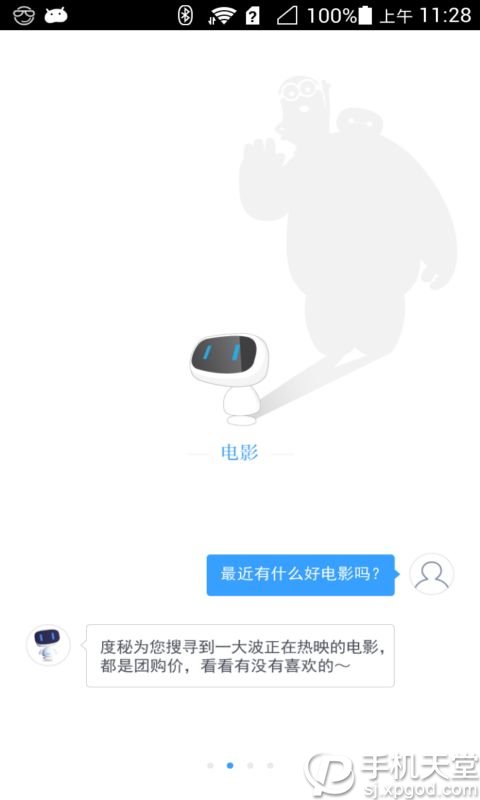 100% 上午 11:28
电影
最近有什么好电影吗？
度秘为您搜寻到一大波正在热映的电影，
都是团购价，看看有没有喜欢的～
手机天堂
sj.xpgod.com